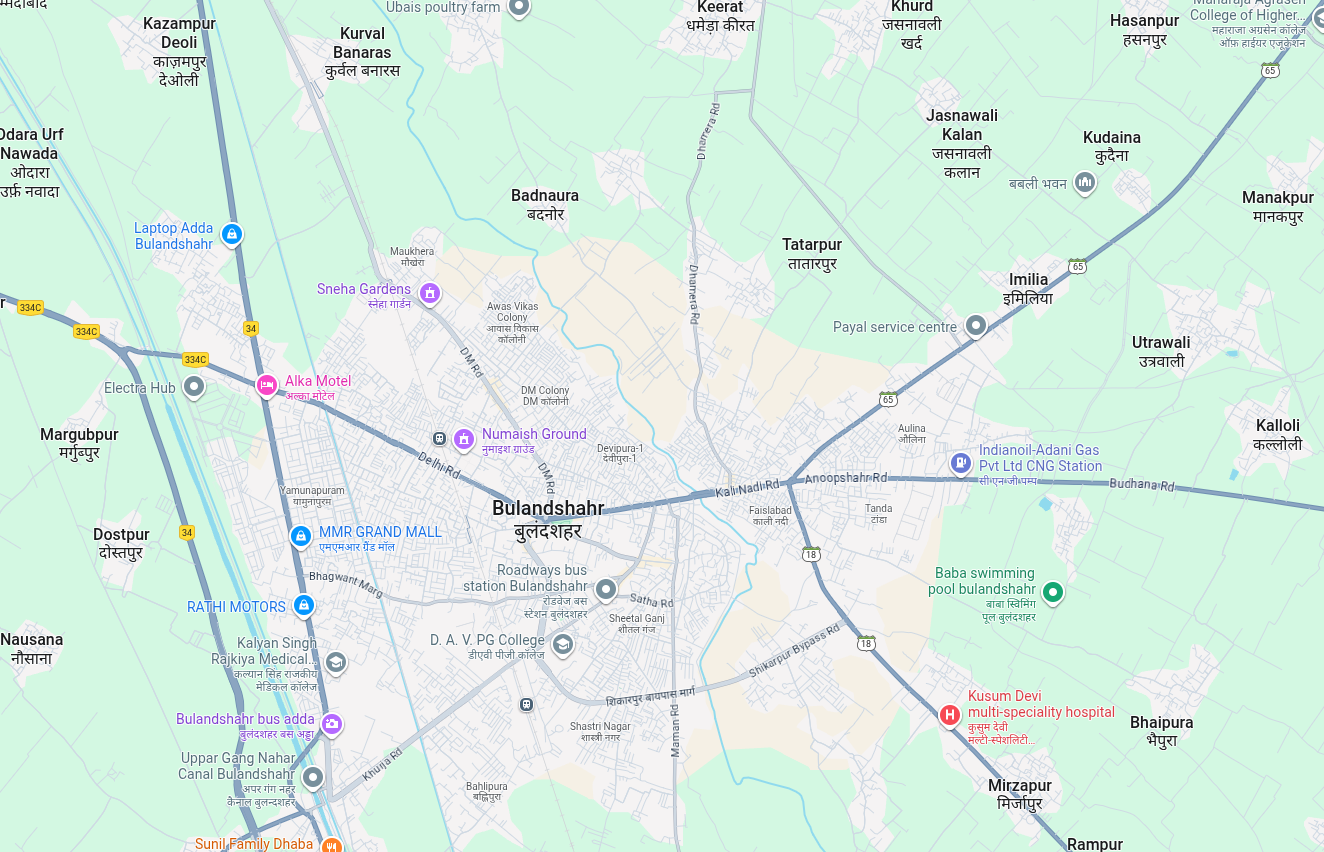 Ubais poultry farm
Keerat
धमेड़ा कीरत
Khurd
जसनावली
खर्द
Hasanpur
हसनपुर
Maharaja Agrasen
College of Higher...
महाराजा अग्रसेन कॉलेज
ऑफ़ हाईयर एजूकेशन
Kazampur
Deoli
काज़मपुर
देओली
Kurval
Banaras
कुर्वल बनारस
65
Dhamera Rd
Jasnawali
Kalan
जसनावली
कलान
Kudaina
कुदैना
बबली भवन
Odara Urf
Nawada
ओदारा
उर्फ़ नवादा
Badnaura
बदनोर
Manakpur
मानकपुर
Laptop Adda
Bulandshahr
Maukhera
मौखेरा
Tatarpur
तातारपुर
65
Imilia
इमिलिया
Sneha Gardens
स्नेहा गार्डन
Dhamera Rd
Awas Vikas
Colony
आवास विकास
कॉलोनी
334C
334C
34
Payal service centre
Utrawali
उत्रवाली
334C
DM Rd
Electra Hub
Alka Motel
अल्का मोटेल
DM Colony
DM कॉलोनी
65
Margubpur
मर्गुबपुर
Numaish Ground
नुमाइश ग्राउंड
Devipura-1
देवीपुरा-1
Aulina
औलिना
Kalloli
कल्लोली
Delhi Rd
DM Rd
Indianoil-Adani Gas
Pvt Ltd CNG Station
सी एन जी पम्प
Kali Nadi Rd
Anoopshahr Rd
Budhana Rd
Yamunapuram
यामुनापुरम
Bulandshahr
बुलंदशहर
Faislabad
काली नदी
Tanda
टांडा
Dostpur
दोस्तपुर
34
MMR GRAND MALL
एमएमआर ग्रैंड मॉल
18
Bhagwant Marg
Roadways bus
station Bulandshahr
रोडवेज बस
स्टेशन बुलंदशहर
Baba swimming
pool bulandshahr
बाबा स्विमिंग
पूल बुलंदशहर
RATHI MOTORS
Satha Rd
Sheetal Ganj
शीतल गंज
Nausana
नौसाना
Kalyan Singh
Rajkiya Medical...
कल्यान सिंह राजकीय
मेडिकल कॉलेज
D. A. V. PG College
डीएवी पीजी कॉलेज
Shikarpur Bypass Rd
18
शिकारपुर बायपास मार्ग
Kusum Devi
multi-speciality hospital
कुसुम देवी
मल्टी-स्पेशलिटी...
Bulandshahr bus adda
बुलंदशहर बस अड्डा
Shastri Nagar
शास्त्री नगर
Maman Rd
Bhaipura
भैपुरा
Uppar Gang Nahar
Canal Bulandshahr
अपर गंग नहर
कैनाल बुलन्दशहर
Khurja Rd
Bahlipura
बह्लिपुरा
Mirzapur
मिर्जापुर
Sunil Family Dhaba
Rampur